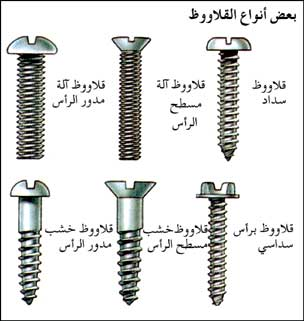 بعض أنواع القلاووظ
قلاووظ
سداد
قلاووظ آلة
مسطح
الرأس
قلاووظ آلة
مدور الرأس
قلاووظ برأس
سداسي
قلاووظ خشب
مسطح الرأس
قلاووظ خشب
مدور الرأس